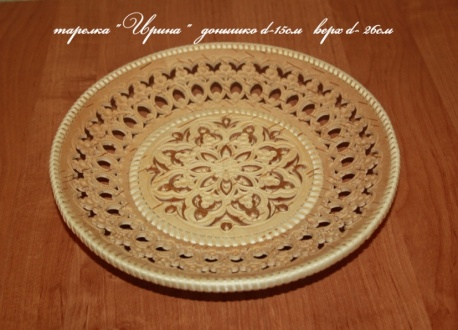 тарелка "Ирина" донышко d-15см верх d- 26см